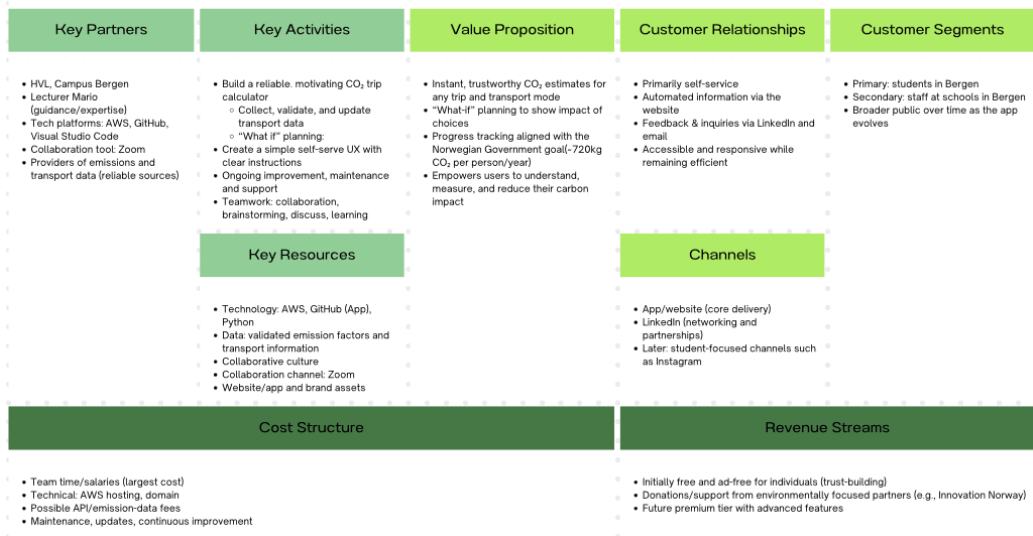 Key Partners
• HVL, Campus Bergen
• Lecturer Mario
(guidance/expertise)
• Tech platforms: AWS, GitHub,
Visual Studio Code
• Collaboration tool: Zoom
• Providers of emissions and
transport data (reliable sources)
Key Activities
• Build a reliable. motivating CO₂ trip
calculator
○ Collect, validate, and update
transport data
○ "What if" planning:
• Create a simple self-serve UX with
clear instructions
• Ongoing improvement, maintenance
and support
• Teamwork: collaboration,
brainstorming, discuss, learning
Key Resources
• Technology: AWS, GitHub (App),
Python
• Data: validated emission factors and
transport information
• Collaborative culture
• Collaboration channel: Zoom
• Website/app and brand assets
Value Proposition
• Instant, trustworthy CO₂ estimates for
any trip and transport mode
• "What-if" planning to show impact of
choices
• Progress tracking aligned with the
Norwegian Government goal(~720kg
CO₂ per person/year)
• Empowers users to understand,
measure, and reduce their carbon
impact
Customer Relationships
• Primarily self-service
• Automated information via the
website
• Feedback & inquiries via LinkedIn and
email
• Accessible and responsive while
remaining efficient
Channels
• App/website (core delivery)
• LinkedIn (networking and
partnerships)
• Later: student-focused channels such
as Instagram
Customer Segments
• Primary: students in Bergen
• Secondary: staff at schools in Bergen
• Broader public over time as the app
evolves
Cost Structure
• Team time/salaries (largest cost)
• Technical: AWS hosting, domain
• Possible API/emission-data fees
• Maintenance, updates, continuous improvement
Revenue Streams
• Initially free and ad-free for individuals (trust-building)
• Donations/support from environmentally focused partners (e.g., Innovation Norway)
• Future premium tier with advanced features